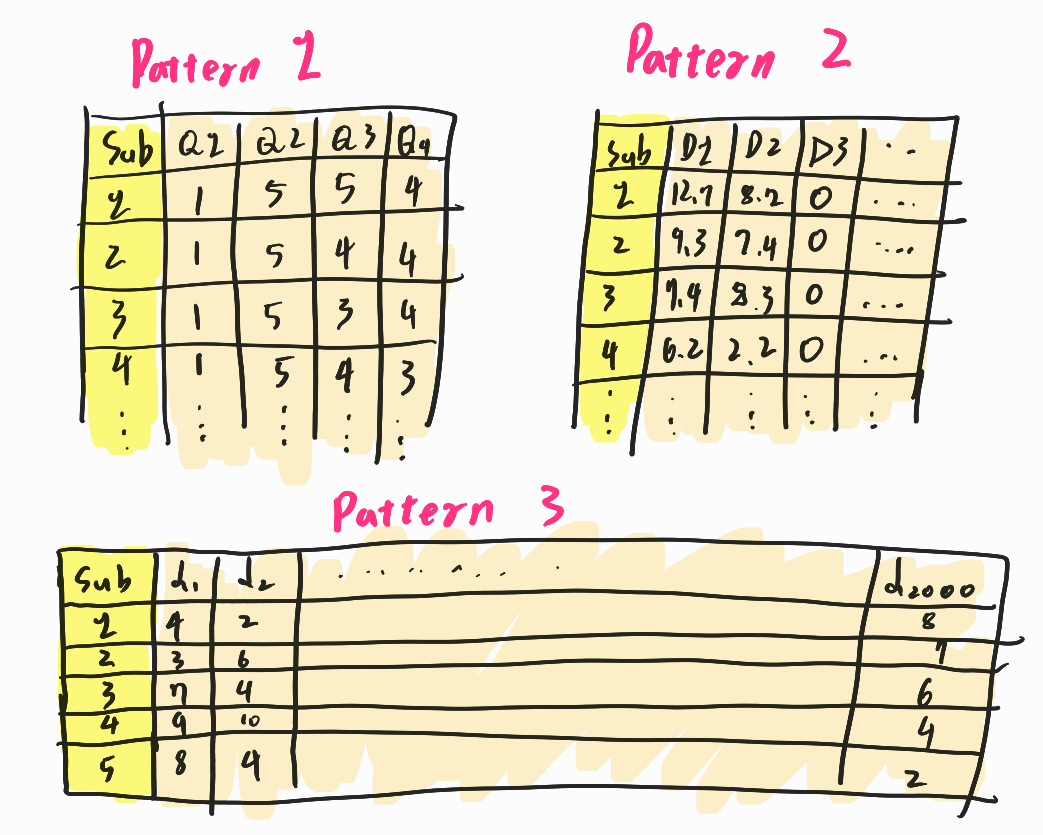 Pattern 1
Sub Q1 Q2 Q3 Q4
1 1 5 5 4
2 1 5 4 4
3 1 5 3 4
4 1 5 4 3
⋮ ⋮ ⋮ ⋮ ⋮
Pattern 2
Sub D1 D2 D3 ...
1 12.7 8.2 0 ...
2 9.3 7.4 0 ....
3 7.4 8.3 0 ...
4 6.2 2.2 0 ...
⋮ ⋮ ⋮ ⋮ ⋮
Pattern 3
Sub d1 d2 ......... d2000
1 4 2 8
2 3 6 7
3 7 4 6
4 9 10 4
5 8 4 2